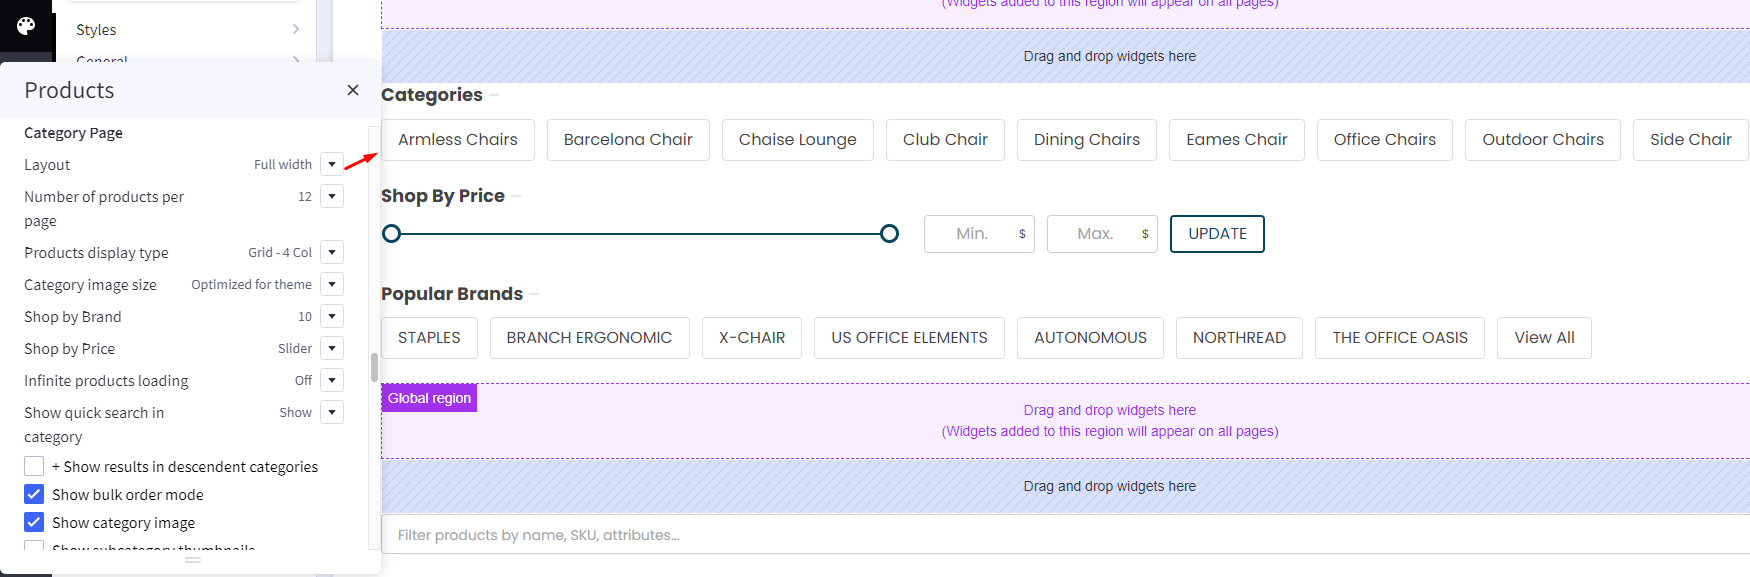 Styles
General
Products
Category Page
Layout Full width
Number of products per page 12
Products display type Grid - 4 Col
Category image size Optimized for theme
Shop by Brand 10
Shop by Price Slider
Infinite products loading Off
Show quick search in category Show
+ Show results in descendent categories
Show bulk order mode
Show category image
Show subcategory thumbnails
(Widgets added to this region will appear on all pages)
Drag and drop widgets here
Categories
Armless Chairs Barcelona Chair Chaise Lounge Club Chair Dining Chairs Eames Chair Office Chairs Outdoor Chairs Side Chair
Shop By Price
Min. $ Max. $ UPDATE
Popular Brands
STAPLES BRANCH ERGONOMIC X-CHAIR US OFFICE ELEMENTS AUTONOMOUS NORTHREAD THE OFFICE OASIS View All
Global region
Drag and drop widgets here
(Widgets added to this region will appear on all pages)
Drag and drop widgets here
Filter products by name, SKU, attributes...